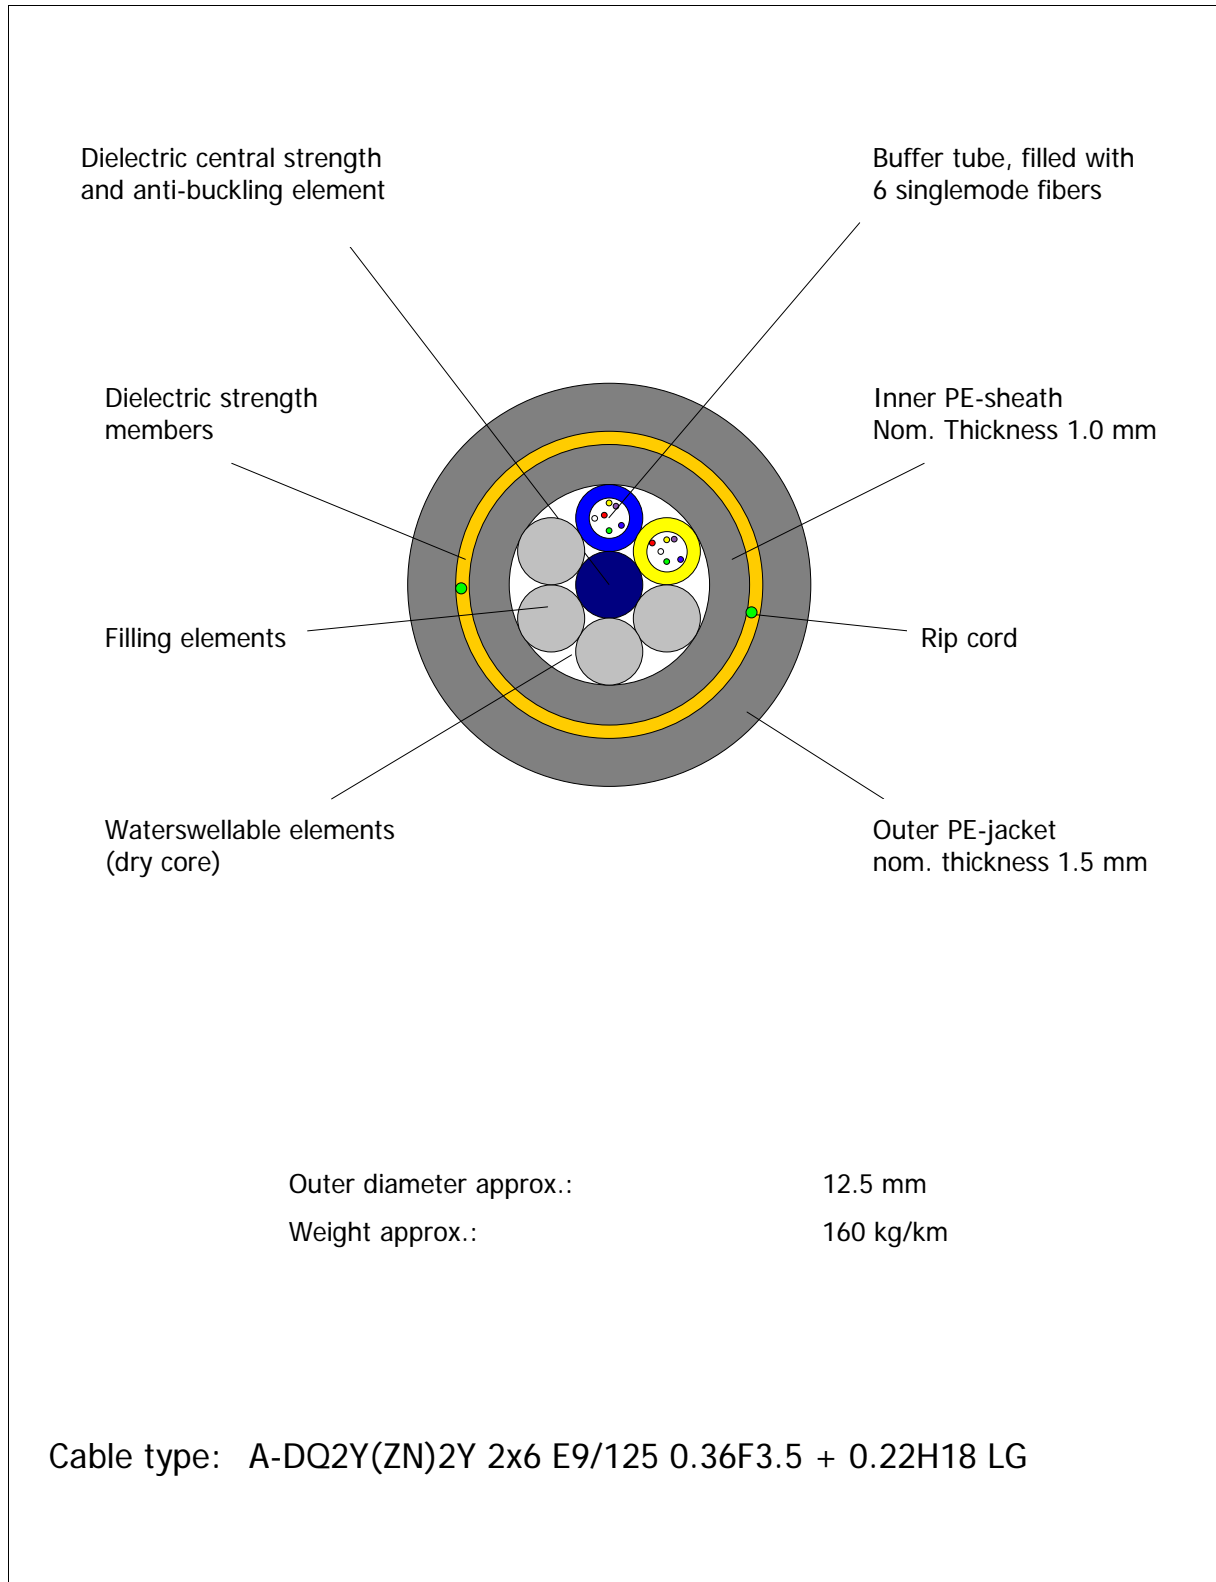 Dielectric central strength
and anti-buckling element
Buffer tube, filled with
6 singlemode fibers
Dielectric strength
members
Inner PE-sheath
Nom. Thickness 1.0 mm
Filling elements
Rip cord
Waterswellable elements
(dry core)
Outer PE-jacket
nom. thickness 1.5 mm
Outer diameter approx.: 12.5 mm
Weight approx.: 160 kg/km
Cable type: A-DQ2Y(ZN)2Y 2x6 E9/125 0.36F3.5 + 0.22H18 LG